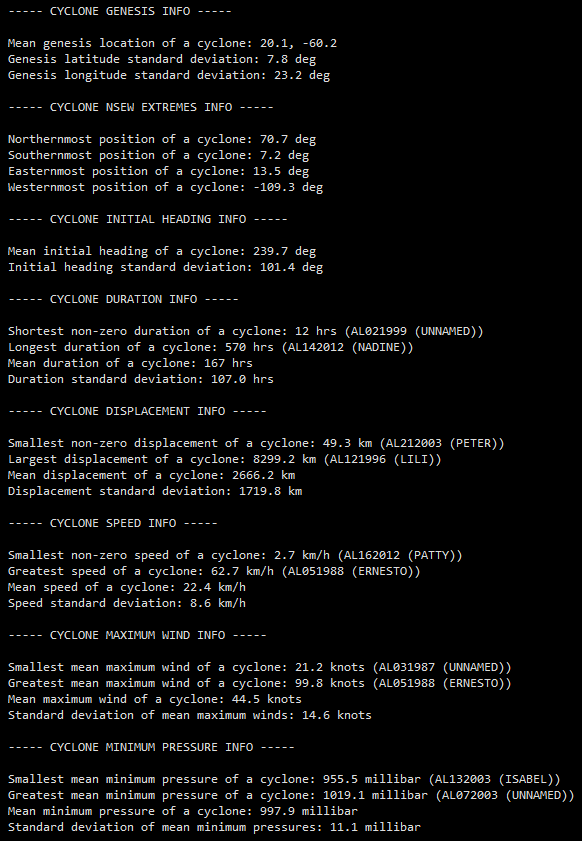 ----- CYCLONE GENESIS INFO -----
Mean genesis location of a cyclone: 20.1, -60.2
Genesis latitude standard deviation: 7.8 deg
Genesis longitude standard deviation: 23.2 deg
----- CYCLONE NSEW EXTREMES INFO -----
Northernmost position of a cyclone: 70.7 deg
Southernmost position of a cyclone: 7.2 deg
Easternmost position of a cyclone: 13.5 deg
Westernmost position of a cyclone: -109.3 deg
----- CYCLONE INITIAL HEADING INFO -----
Mean initial heading of a cyclone: 239.7 deg
Initial heading standard deviation: 101.4 deg
----- CYCLONE DURATION INFO -----
Shortest non-zero duration of a cyclone: 12 hrs (AL021999 (UNNAMED))
Longest duration of a cyclone: 570 hrs (AL142012 (NADINE))
Mean duration of a cyclone: 167 hrs
Duration standard deviation: 107.0 hrs
----- CYCLONE DISPLACEMENT INFO -----
Smallest non-zero displacement of a cyclone: 49.3 km (AL212003 (PETER))
Largest displacement of a cyclone: 8299.2 km (AL121996 (LILI))
Mean displacement of a cyclone: 2666.2 km
Displacement standard deviation: 1719.8 km
----- CYCLONE SPEED INFO -----
Smallest non-zero speed of a cyclone: 2.7 km/h (AL162012 (PATTY))
Greatest speed of a cyclone: 62.7 km/h (AL051988 (ERNESTO))
Mean speed of a cyclone: 22.4 km/h
Speed standard deviation: 8.6 km/h
----- CYCLONE MAXIMUM WIND INFO -----
Smallest mean maximum wind of a cyclone: 21.2 knots (AL031987 (UNNAMED))
Greatest mean maximum wind of a cyclone: 99.8 knots (AL051988 (ERNESTO))
Mean maximum wind of a cyclone: 44.5 knots
Standard deviation of mean maximum winds: 14.6 knots
----- CYCLONE MINIMUM PRESSURE INFO -----
Smallest mean minimum pressure of a cyclone: 955.5 millibar (AL132003 (ISABEL))
Greatest mean minimum pressure of a cyclone: 1019.1 millibar (AL072003 (UNNAMED))
Mean minimum pressure of a cyclone: 997.9 millibar
Standard deviation of mean minimum pressures: 11.1 millibar